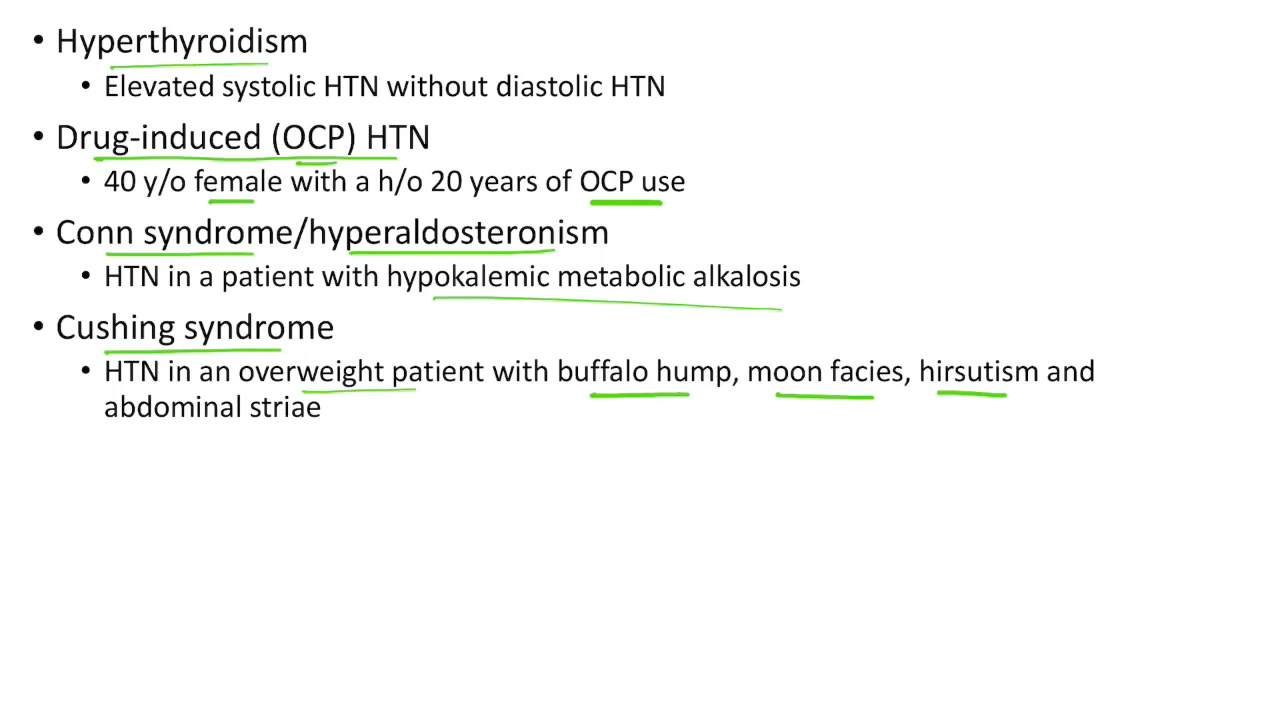 • Hyperthyroidism
• Elevated systolic HTN without diastolic HTN
• Drug-induced (OCP) HTN
• 40 y/o female with a h/o 20 years of OCP use
• Conn syndrome/hyperaldosteronism
• HTN in a patient with hypokalemic metabolic alkalosis
• Cushing syndrome
• HTN in an overweight patient with buffalo hump, moon facies, hirsutism and
abdominal striae